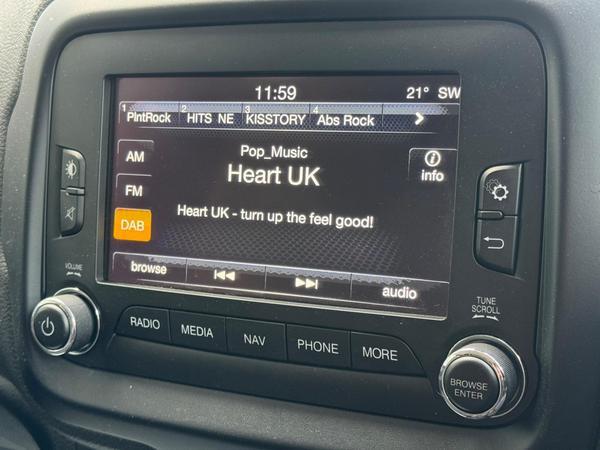 11:59 21° SW
1 PlntRock 2 HITS NE 3 KISSTORY 4 Abs Rock >
AM
Pop_Music
Heart UK
info
FM
DAB
Heart UK - turn up the feel good!
browse
audio
VOLUME
TUNE
SCROLL
RADIO MEDIA NAV PHONE MORE
BROWSE
ENTER